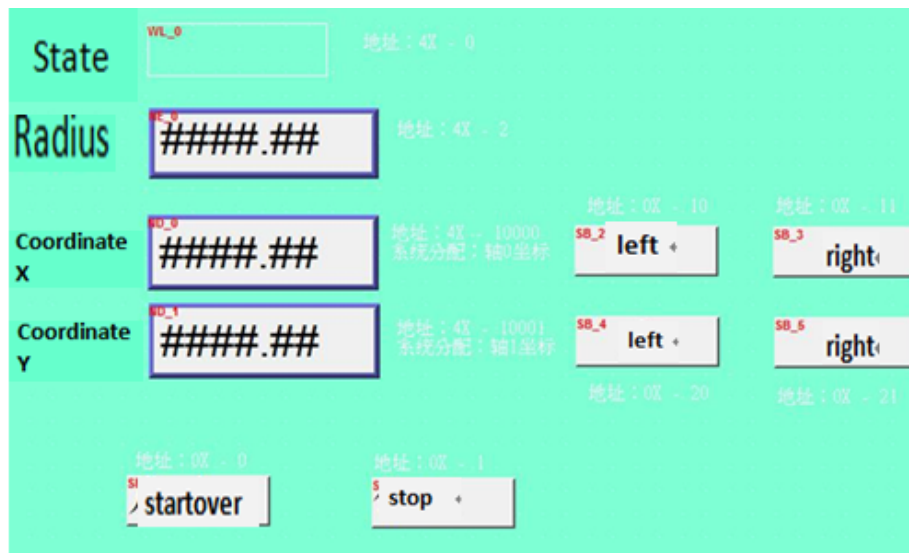 State
WL_0
地址：4X - 0
Radius
NE_0
####.##
地址：4X - 2
Coordinate
X
ND_0
####.##
地址：4X - 10000
系统分配：轴0坐标
地址：0X - 10
SB_2
left
地址：0X - 11
SB_3
right
Coordinate
Y
ND_1
####.##
地址：4X - 10001
系统分配：轴1坐标
SB_4
left
地址：0X - 20
SB_5
right
地址：0X - 21
地址：0X - 0
startover
地址：0X - 1
stop